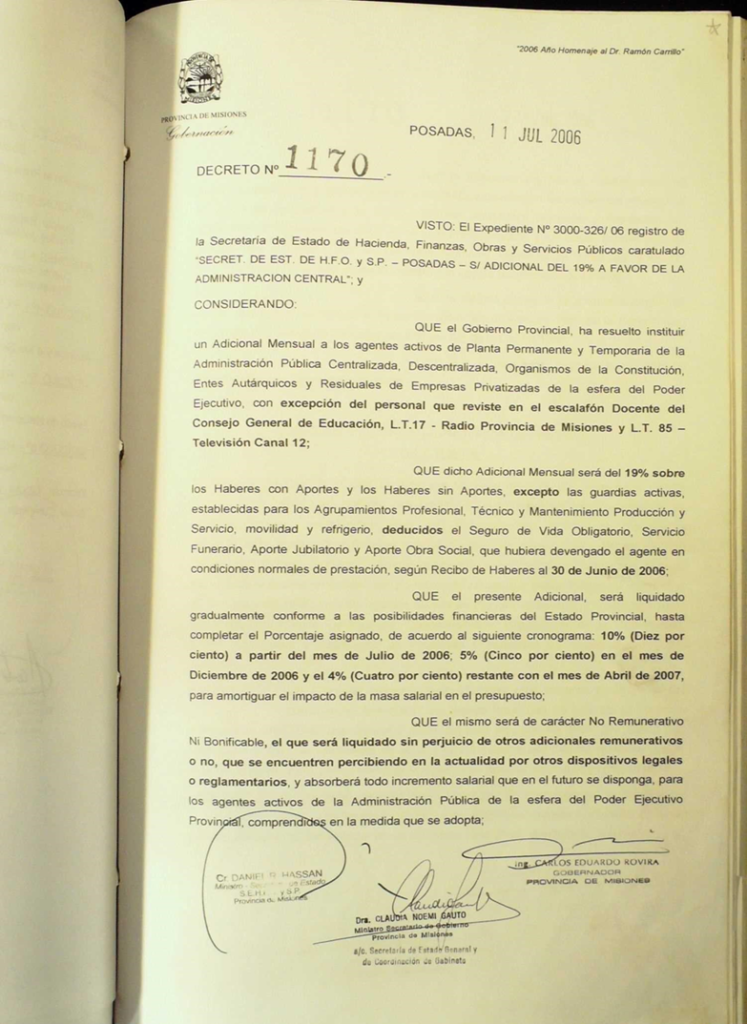 "2006 Año Homenaje al Dr. Ramón Carrillo"
PROVINCIA DE MISIONES
Gobernación
POSADAS, 11 JUL 2006
DECRETO Nº 1170.-
VISTO: El Expediente Nº 3000-326/ 06 registro de
la Secretaría de Estado de Hacienda, Finanzas, Obras y Servicios Públicos caratulado
"SECRET. DE EST. DE H.F.O. y S.P. – POSADAS – S/ ADICIONAL DEL 19% A FAVOR DE LA
ADMINISTRACION CENTRAL"; y
CONSIDERANDO:
QUE el Gobierno Provincial, ha resuelto instituir
un Adicional Mensual a los agentes activos de Planta Permanente y Temporaria de la
Administración Pública Centralizada, Descentralizada, Organismos de la Constitución,
Entes Autárquicos y Residuales de Empresas Privatizadas de la esfera del Poder
Ejecutivo, con excepción del personal que reviste en el escalafón Docente del
Consejo General de Educación, L.T.17 - Radio Provincia de Misiones y L.T. 85 –
Televisión Canal 12;
QUE dicho Adicional Mensual será del 19% sobre
los Haberes con Aportes y los Haberes sin Aportes, excepto las guardias activas,
establecidas para los Agrupamientos Profesional, Técnico y Mantenimiento Producción y
Servicio, movilidad y refrigerio, deducidos el Seguro de Vida Obligatorio, Servicio
Funerario, Aporte Jubilatorio y Aporte Obra Social, que hubiera devengado el agente en
condiciones normales de prestación, según Recibo de Haberes al 30 de Junio de 2006;
QUE el presente Adicional, será liquidado
gradualmente conforme a las posibilidades financieras del Estado Provincial, hasta
completar el Porcentaje asignado, de acuerdo al siguiente cronograma: 10% (Diez por
ciento) a partir del mes de Julio de 2006; 5% (Cinco por ciento) en el mes de
Diciembre de 2006 y el 4% (Cuatro por ciento) restante con el mes de Abril de 2007,
para amortiguar el impacto de la masa salarial en el presupuesto;
QUE el mismo será de carácter No Remunerativo
Ni Bonificable, el que será liquidado sin perjuicio de otros adicionales remunerativos
o no, que se encuentren percibiendo en la actualidad por otros dispositivos legales
o reglamentarios, y absorberá todo incremento salarial que en el futuro se disponga, para
los agentes activos de la Administración Pública de la esfera del Poder Ejecutivo
Provincial, comprendidos en la medida que se adopta;
Cr. DANIEL HASSAN
Ministro Estado
y S.P.
Provincia de Misiones
Ing. CARLOS EDUARDO ROVIRA
GOBERNADOR
PROVINCIA DE MISIONES
Dra. CLAUDIA NOEMI GAUTO
Ministro Secretario de Gobierno
Provincia de Misiones
a/c. Secretaría de Estado General y
de Coordinación de Gabinete